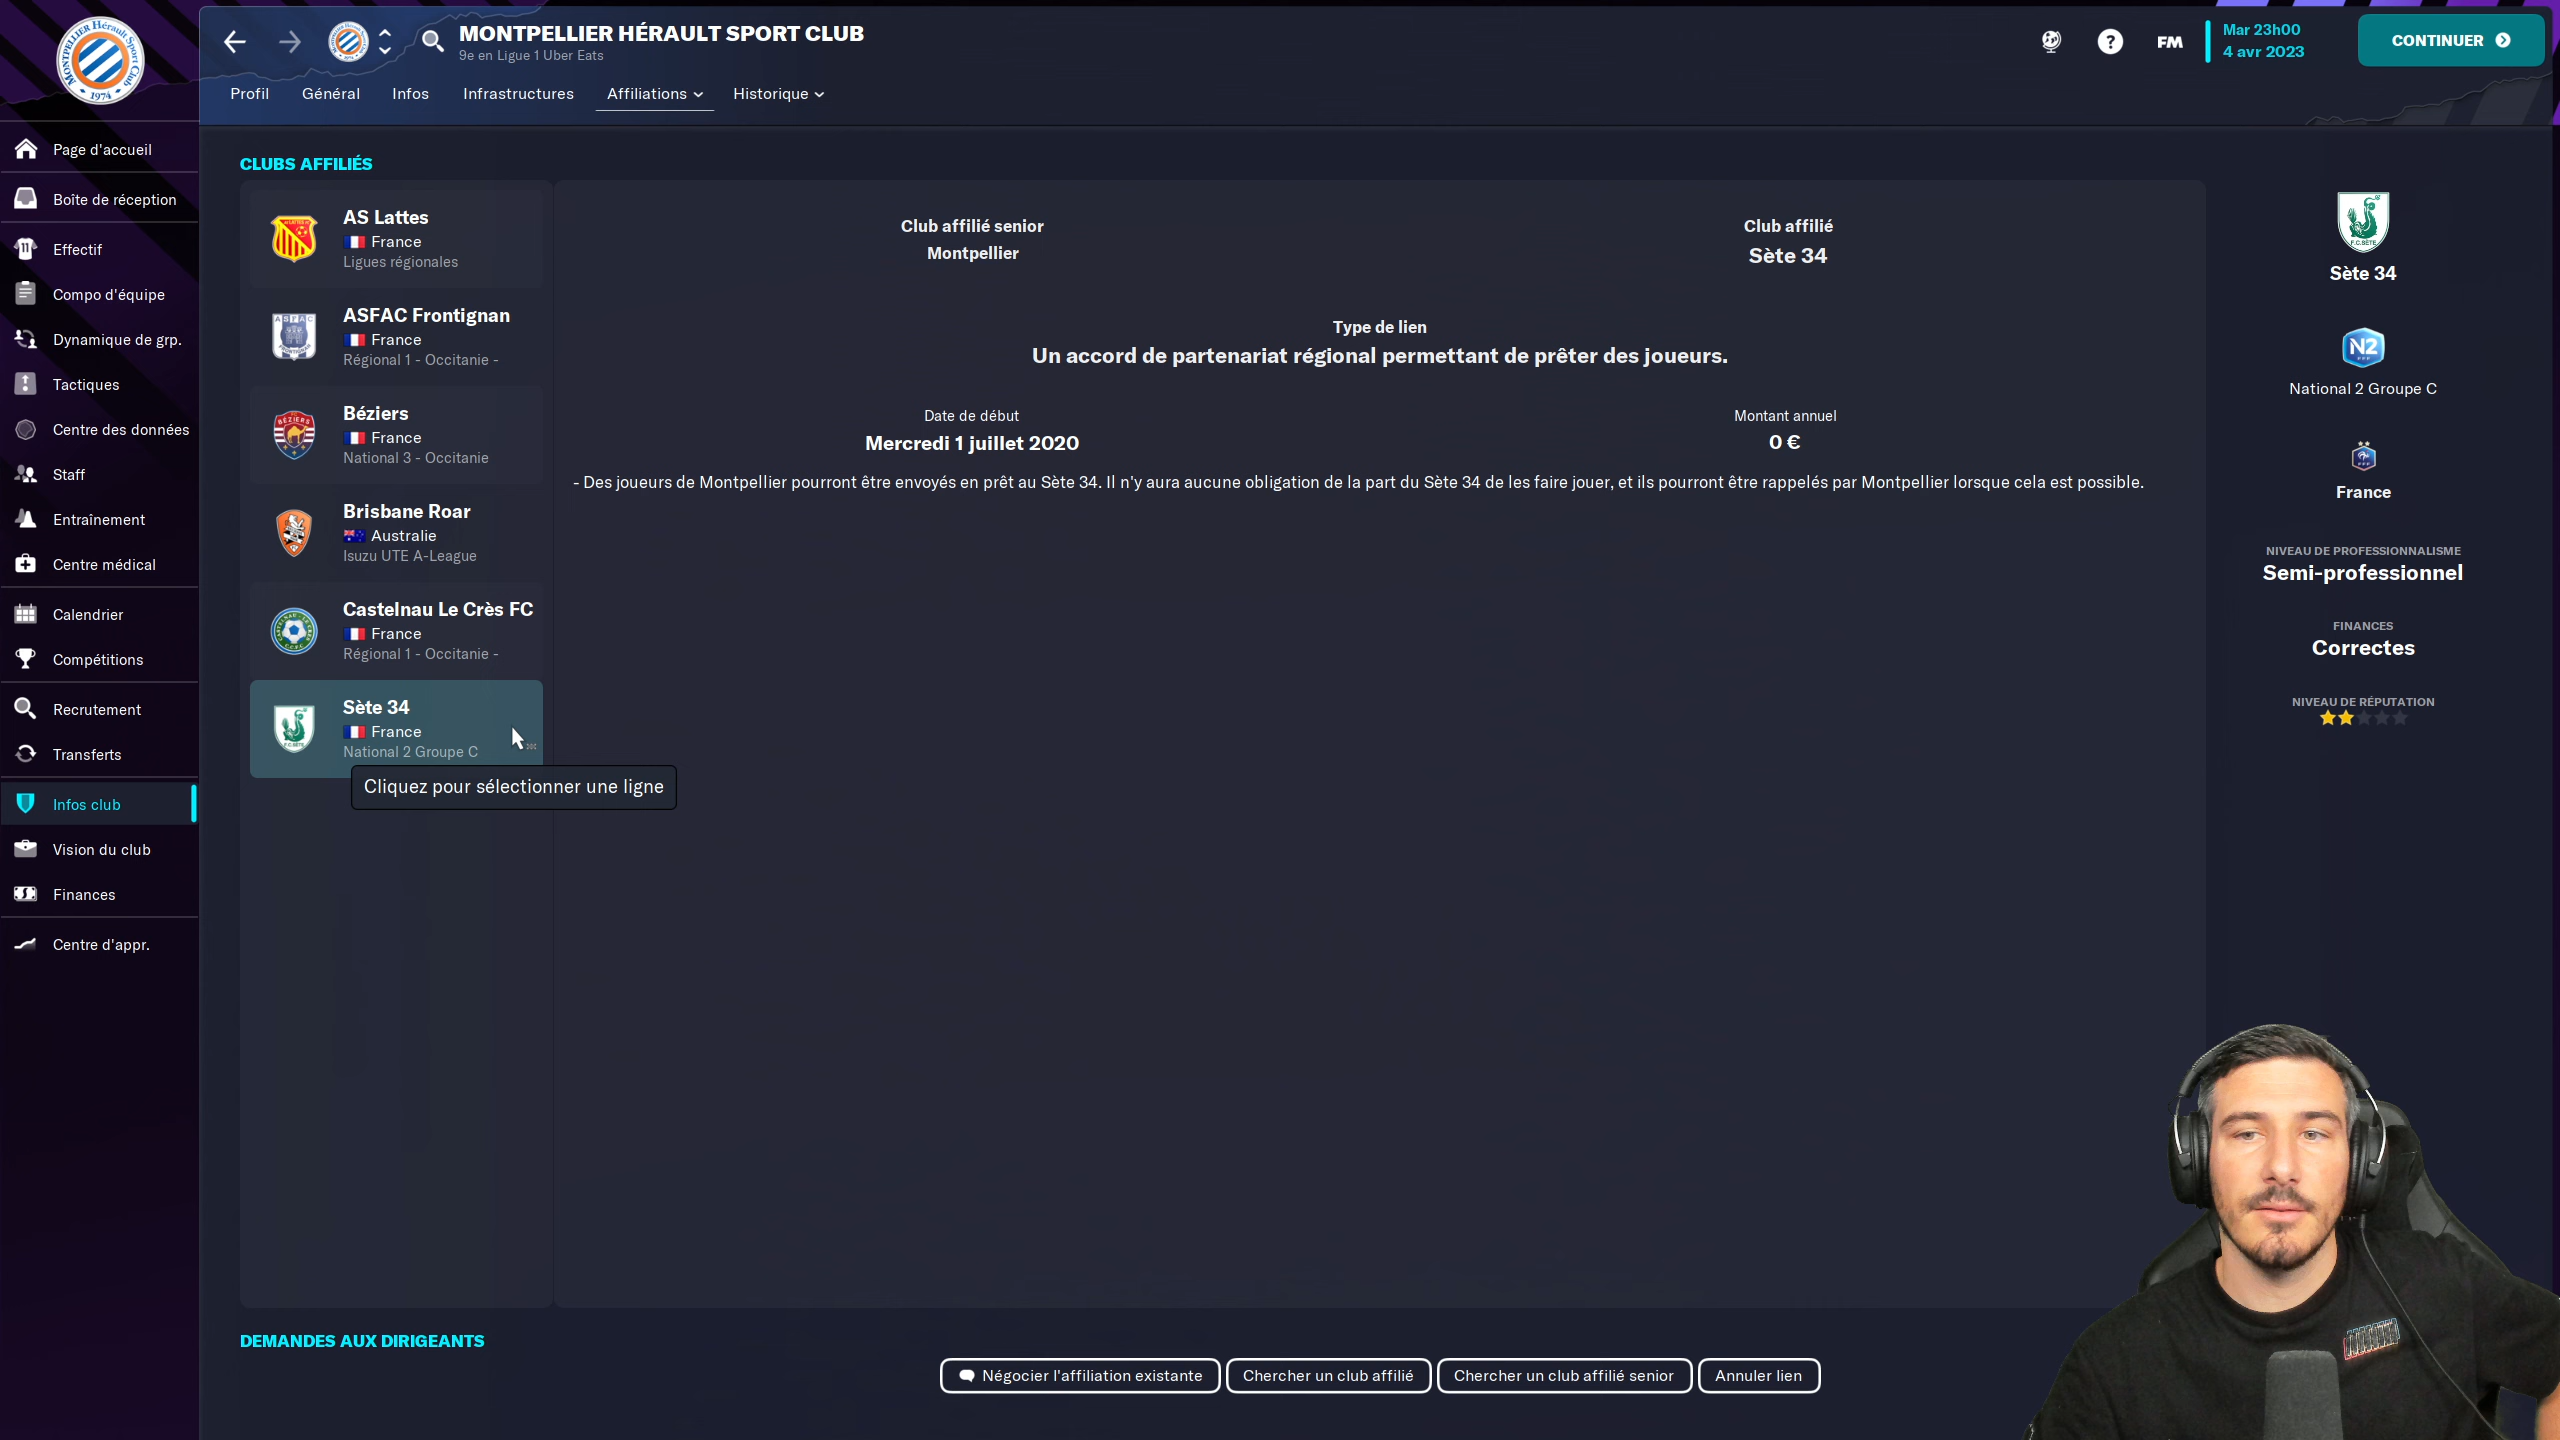 MONTPELLIER HÉRAULT SPORT CLUB
9e en Ligue 1 Uber Eats
FM
Mar 23h00
4 avr 2023
CONTINUER
Profil
Général
Infos
Infrastructures
Affiliations
Historique
Montpellier Hérault Sport Club
1974
Page d'accueil
Boîte de réception
Effectif
Compo d'équipe
Dynamique de grp.
Tactiques
Centre des données
Staff
Entraînement
Centre médical
Calendrier
Compétitions
Recrutement
Transferts
Infos club
Vision du club
Finances
Centre d'appr.
CLUBS AFFILIÉS
AS Lattes
France
Ligues régionales
ASFAC Frontignan
France
Régional 1 - Occitanie -
Béziers
France
National 3 - Occitanie
Brisbane Roar
Australie
Isuzu UTE A-League
Castelnau Le Crès FC
France
Régional 1 - Occitanie -
Sète 34
France
National 2 Groupe C
Cliquez pour sélectionner une ligne
Club affilié senior
Montpellier
Club affilié
Sète 34
Type de lien
Un accord de partenariat régional permettant de prêter des joueurs.
Date de début
Mercredi 1 juillet 2020
Montant annuel
0 €
- Des joueurs de Montpellier pourront être envoyés en prêt au Sète 34. Il n'y aura aucune obligation de la part du Sète 34 de les faire jouer, et ils pourront être rappelés par Montpellier lorsque cela est possible.
F.C.SÈTE
Sète 34
N2
FFF
National 2 Groupe C
FFF
France
NIVEAU DE PROFESSIONNALISME
Semi-professionnel
FINANCES
Correctes
NIVEAU DE RÉPUTATION
DEMANDES AUX DIRIGEANTS
Négocier l'affiliation existante
Chercher un club affilié
Chercher un club affilié senior
Annuler lien